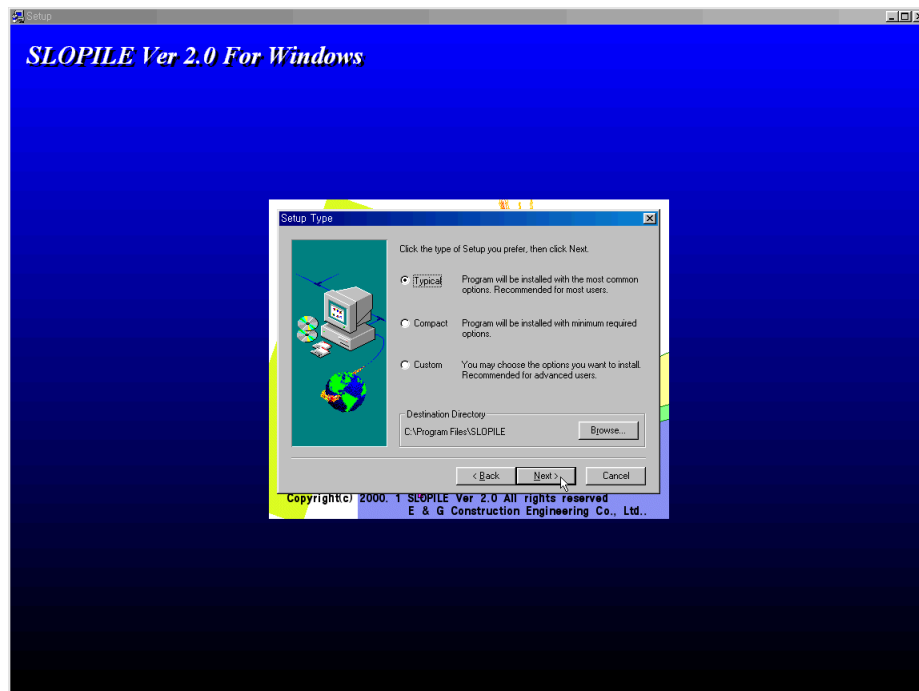 Setup
SLOPILE Ver 2.0 For Windows
Setup Type
Click the type of Setup you prefer, then click Next.
Typical
Program will be installed with the most common
options. Recommended for most users.
Compact
Program will be installed with minimum required
options.
Custom
You may choose the options you want to install.
Recommended for advanced users.
Destination Directory
C:\Program Files\SLOPILE
Browse...
< Back
Next >
Cancel
Copyright(c) 2000. 1 SLOPILE Ver 2.0 All rights reserved
E & G Construction Engineering Co., Ltd..